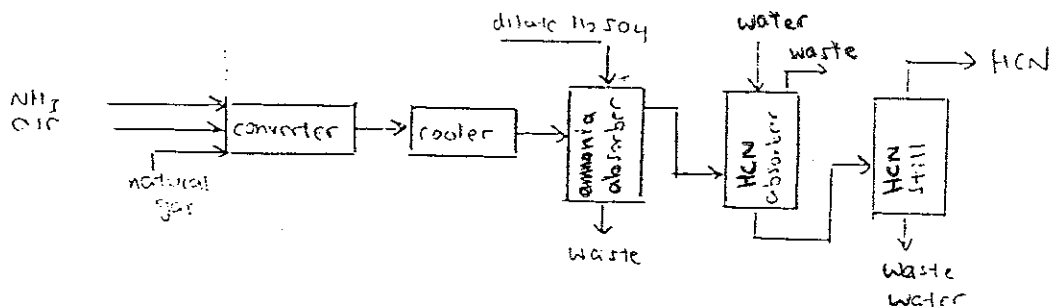 dilute H2SO4
water
waste
HCN
NH3
air
natural
gas
converter
cooler
ammonia
absorber
HCN
absorber
HCN
still
waste
waste
water